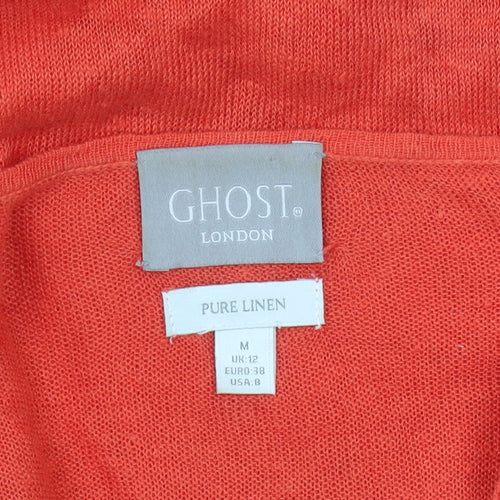 GHOST®
LONDON
PURE LINEN
M
UK:12
EURO:38
USA:8